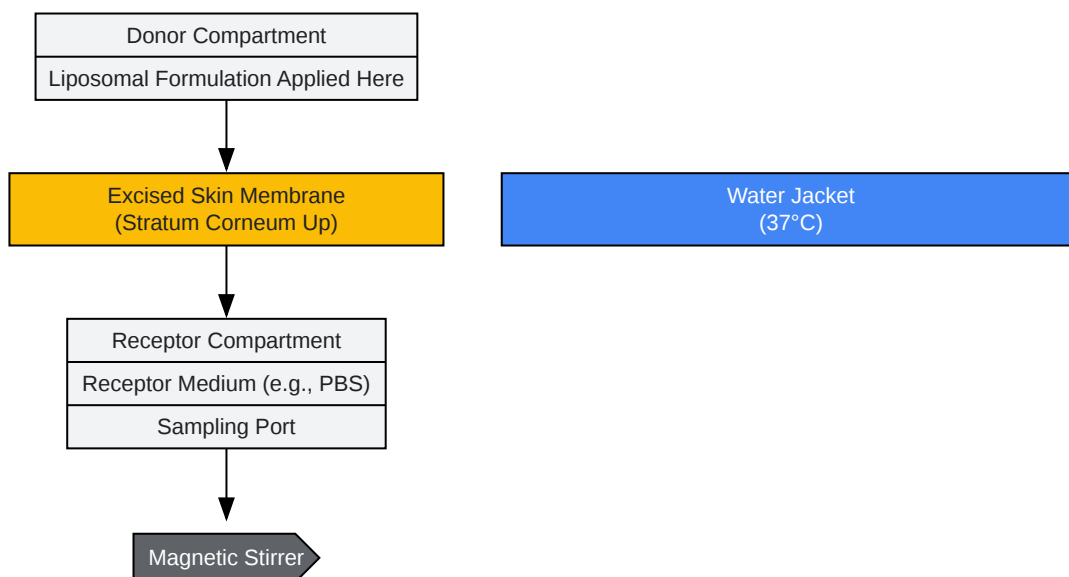 Donor Compartment
Liposomal Formulation Applied Here
Excised Skin Membrane
(Stratum Corneum Up)
Water Jacket
(37°C)
Receptor Compartment
Receptor Medium (e.g., PBS)
Sampling Port
Magnetic Stirrer